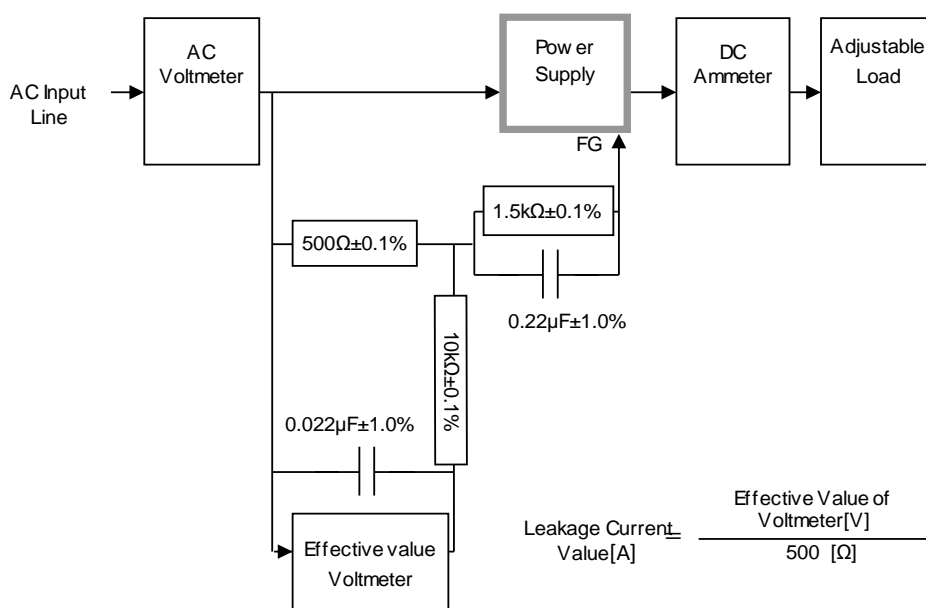 AC
Voltmeter
Power
Supply
DC
Ammeter
Adjustable
Load
AC Input
Line
FG
1.5kΩ±0.1%
500Ω±0.1%
0.22µF±1.0%
10kΩ±0.1%
0.022µF±1.0%
Effective value
Voltmeter
Leakage Current
Value[A]
=
Effective Value of
Voltmeter[V]
500 [Ω]